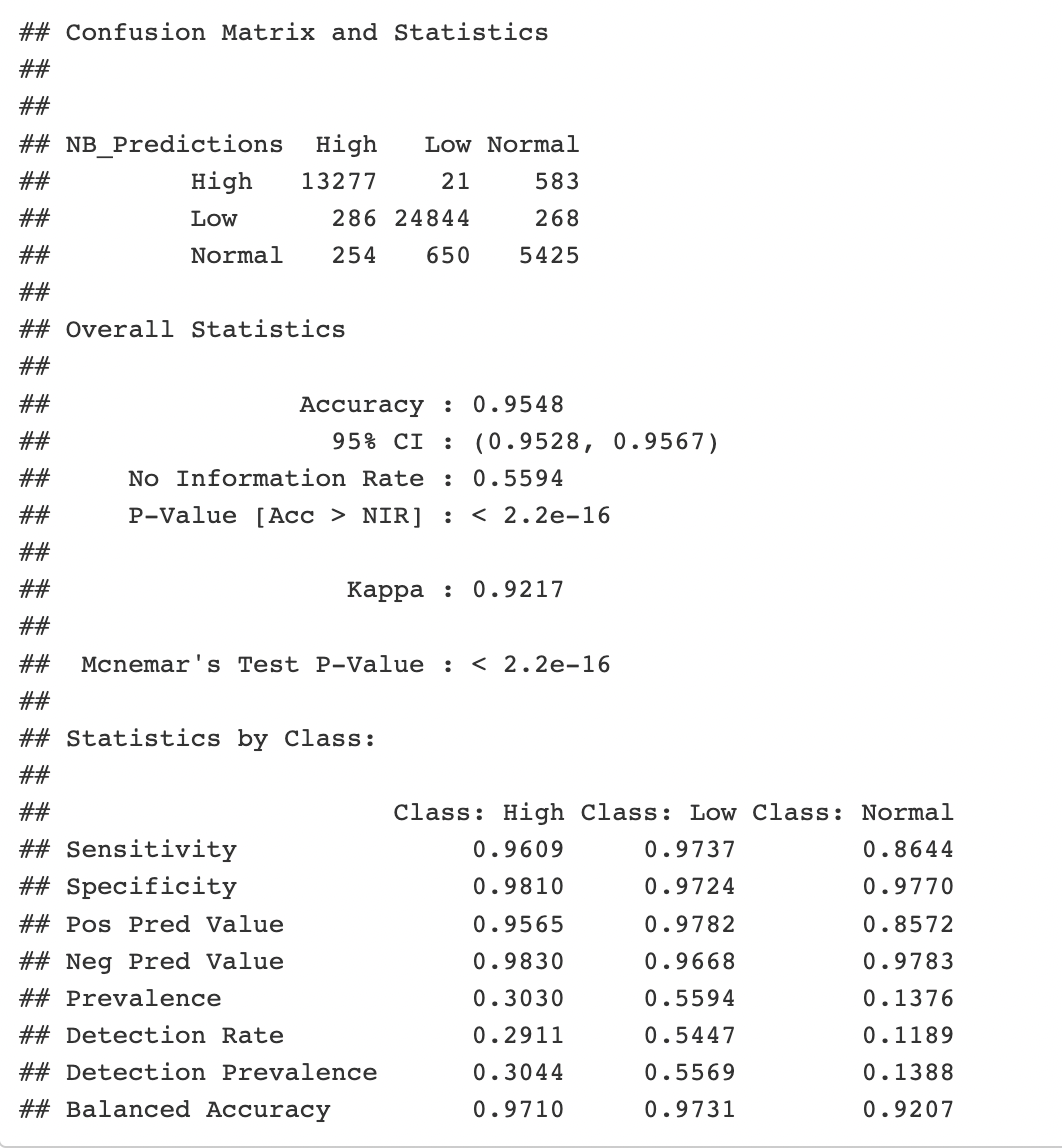 ## Confusion Matrix and Statistics
##
##
## NB_Predictions  High   Low Normal
##         High   13277    21    583
##         Low      286 24844    268
##         Normal   254   650   5425
##
## Overall Statistics
##
##                Accuracy : 0.9548
##                  95% CI : (0.9528, 0.9567)
##     No Information Rate : 0.5594
##     P-Value [Acc > NIR] : < 2.2e-16
##
##                   Kappa : 0.9217
##
##  Mcnemar's Test P-Value : < 2.2e-16
##
## Statistics by Class:
##
##                      Class: High Class: Low Class: Normal
## Sensitivity               0.9609     0.9737        0.8644
## Specificity               0.9810     0.9724        0.9770
## Pos Pred Value            0.9565     0.9782        0.8572
## Neg Pred Value            0.9830     0.9668        0.9783
## Prevalence                0.3030     0.5594        0.1376
## Detection Rate            0.2911     0.5447        0.1189
## Detection Prevalence      0.3044     0.5569        0.1388
## Balanced Accuracy         0.9710     0.9731        0.9207